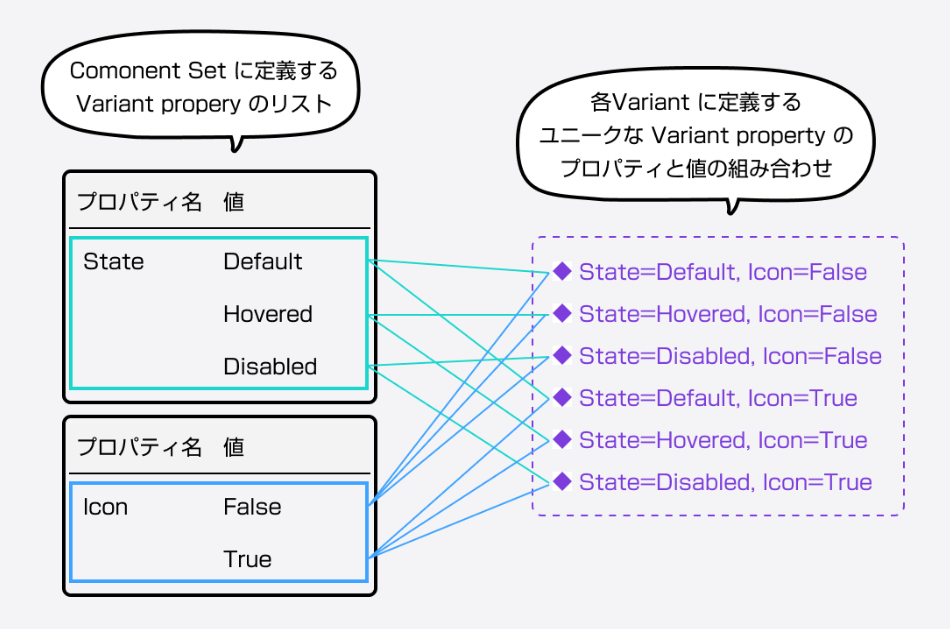 Comonent Set に定義する
Variant propery のリスト
各Variant に定義する
ユニークな Variant property の
プロパティと値の組み合わせ
プロパティ名 値
State Default
Hovered
Disabled
プロパティ名 値
Icon False
True
State=Default, Icon=False
State=Hovered, Icon=False
State=Disabled, Icon=False
State=Default, Icon=True
State=Hovered, Icon=True
State=Disabled, Icon=True